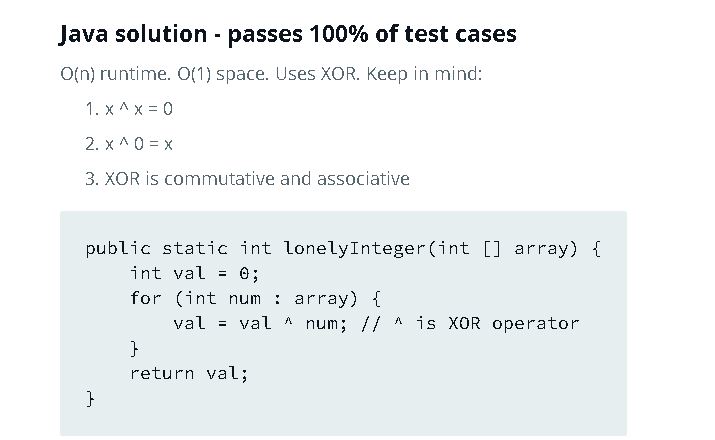 Java solution - passes 100% of test cases
O(n) runtime. O(1) space. Uses XOR. Keep in mind:
1. x ^ x = 0
2. x ^ 0 = x
3. XOR is commutative and associative
public static int lonelyInteger(int [] array) {
    int val = 0;
    for (int num : array) {
        val = val ^ num; // ^ is XOR operator
    }
    return val;
}